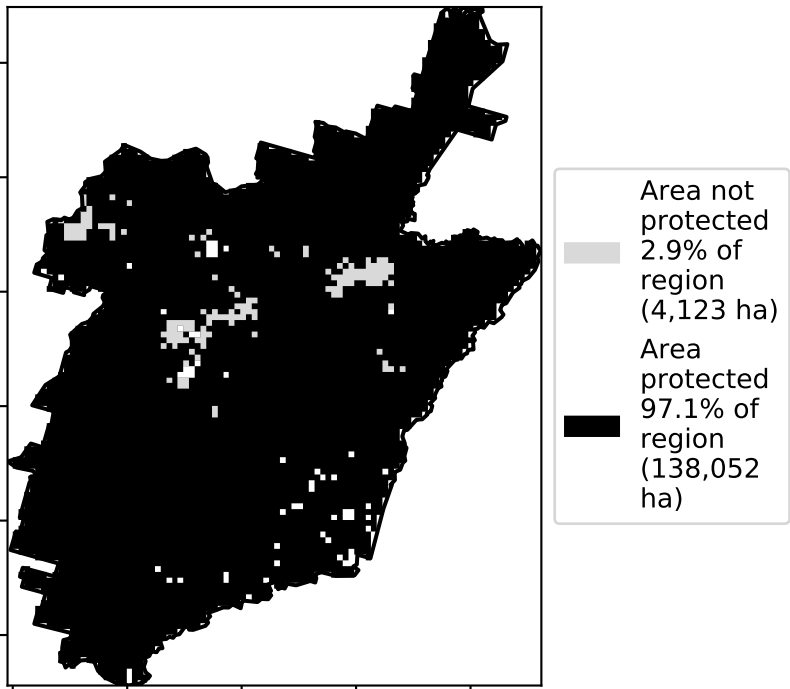 Area not
protected
2.9% of
region
(4,123 ha)
Area
protected
97.1% of
region
(138,052
ha)